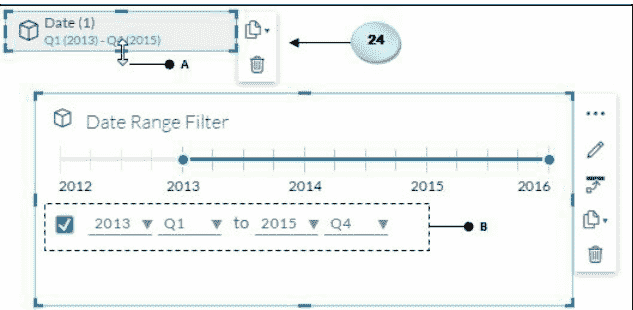 Date (1)
Q1 (2013) - Q4 (2015)
24
A
Date Range Filter
2012 2013 2014 2015 2016
2013 Q1 to 2015 Q4
B